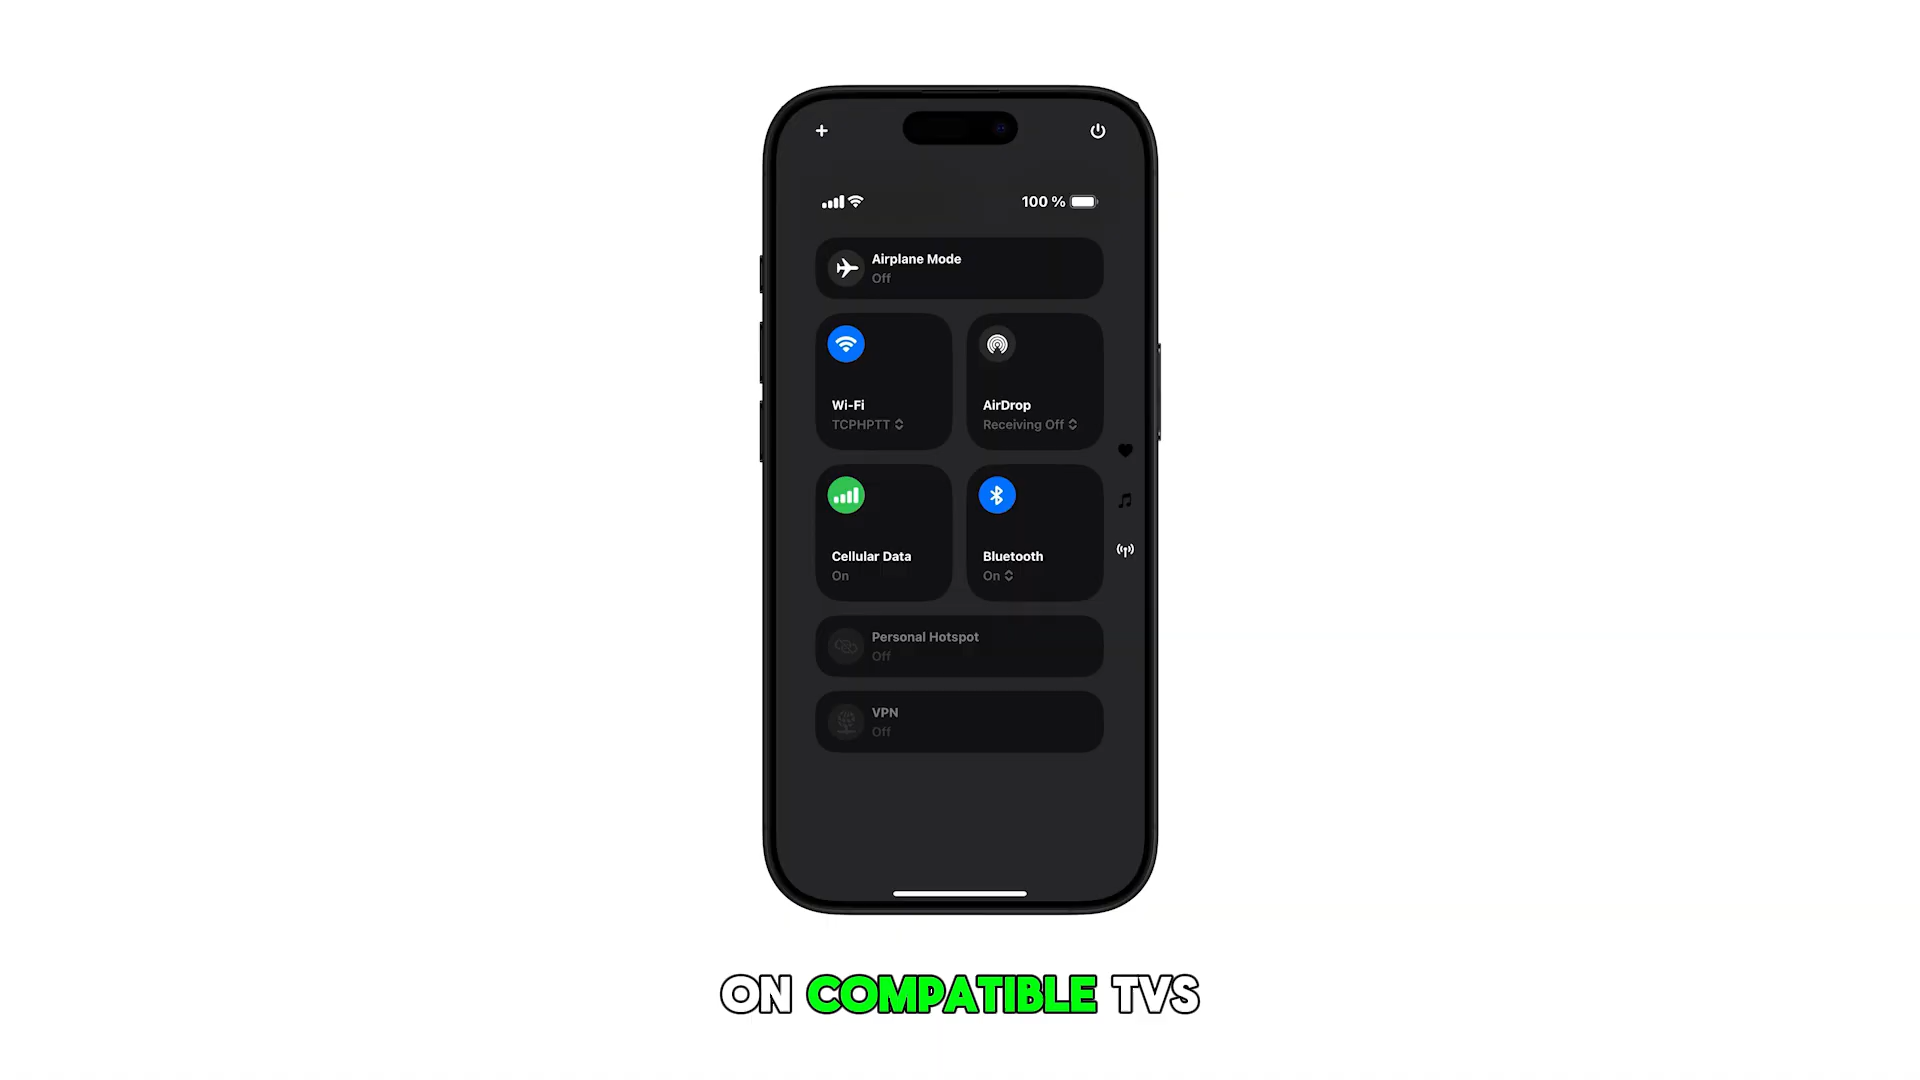 100 %
Airplane Mode
Off
Wi-Fi
TCPHPTT
AirDrop
Receiving Off
Cellular Data
On
Bluetooth
On
Personal Hotspot
Off
VPN
Off
ON COMPATIBLE TVS